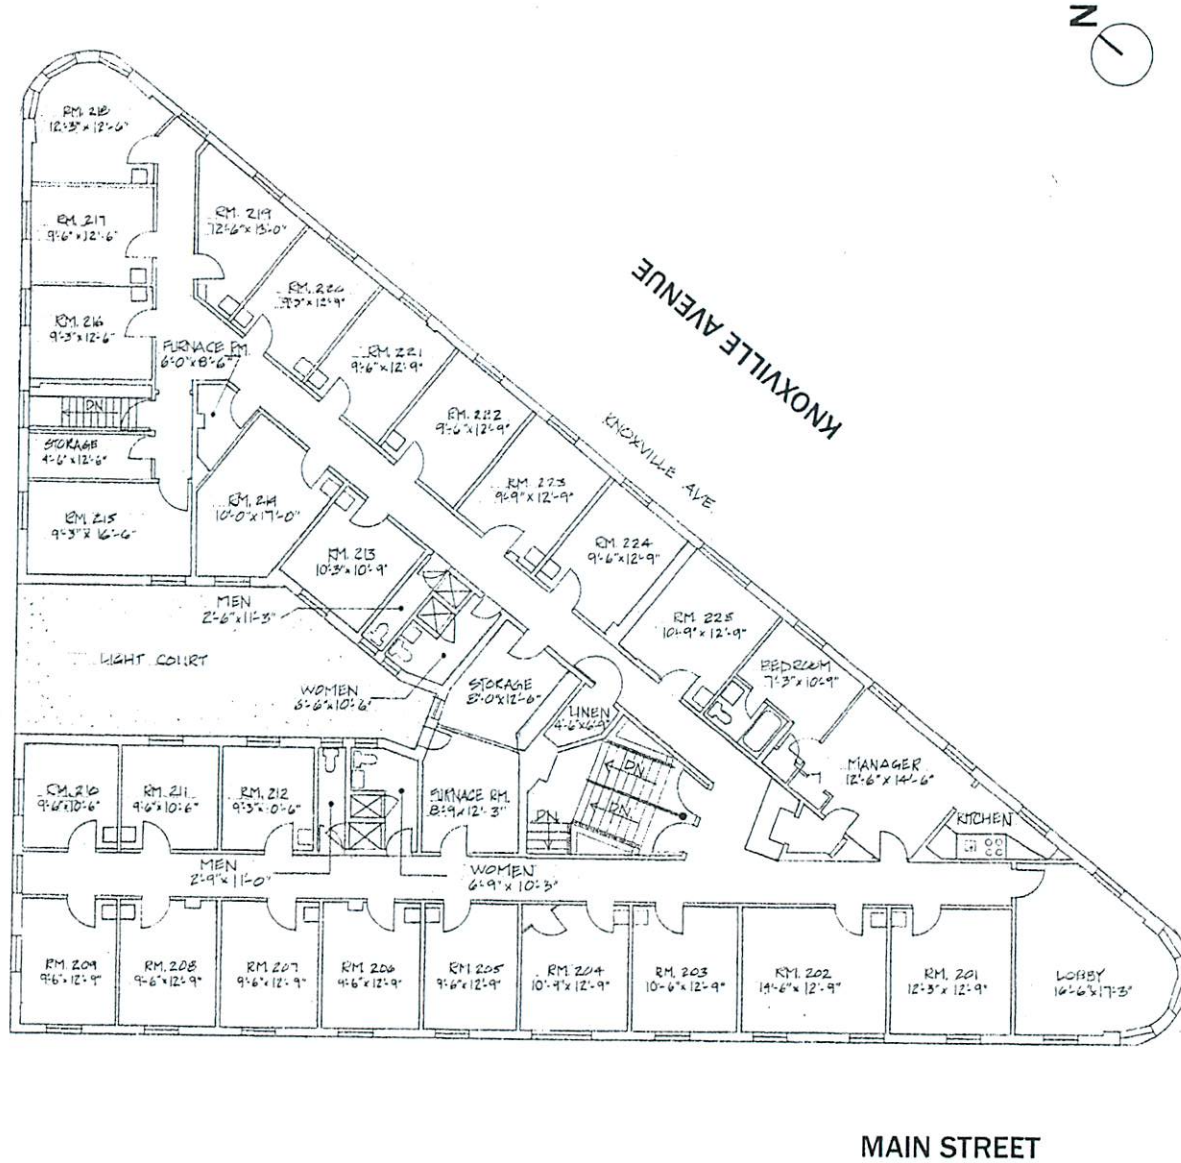 N
RM. 218
12'-3" x 12'-6"
RM. 217
9'-6" x 12'-6"
RM. 219
12'-6" x 13'-0"
RM. 220
9'-3" x 12'-9"
RM. 216
9'-3" x 12'-6"
FURNACE RM.
6'-0" x 8'-6"
RM. 221
9'-6" x 12'-9"
KNOXVILLE AVENUE
DN
STORAGE
4'-6" x 12'-6"
RM. 222
9'-6" x 12'-9"
KNOXVILLE AVE.
RM. 223
9'-9" x 12'-9"
RM. 215
9'-3" x 16'-6"
RM. 214
10'-0" x 17'-0"
RM. 213
10'-3" x 10'-9"
RM. 224
9'-6" x 12'-9"
MEN
2'-6" x 11'-3"
RM. 225
10'-9" x 12'-9"
LIGHT COURT
BEDROOM
7'-3" x 10'-9"
WOMEN
6'-6" x 10'-6"
STORAGE
8'-0" x 12'-6"
LINEN
4'-6" x 6'-9"
MANAGER
12'-6" x 14'-6"
RM. 210
9'-6" x 10'-6"
RM. 211
9'-6" x 10'-6"
RM. 212
FURNACE RM.
8'-9" x 12'-3"
DN.
DN.
DN
KITCHEN
MEN
2'-9" x 11'-0"
WOMEN
6'-9" x 10'-3"
RM. 209
9'-6" x 12'-9"
RM. 208
9'-6" x 12'-9"
RM. 207
9'-6" x 12'-9"
RM. 206
9'-6" x 12'-9"
RM. 205
9'-6" x 12'-9"
RM. 204
10'-9" x 12'-9"
RM. 203
10'-6" x 12'-9"
RM. 202
14'-6" x 12'-9"
RM. 201
12'-3" x 12'-9"
LOBBY
16'-6" x 17'-3"
MAIN STREET